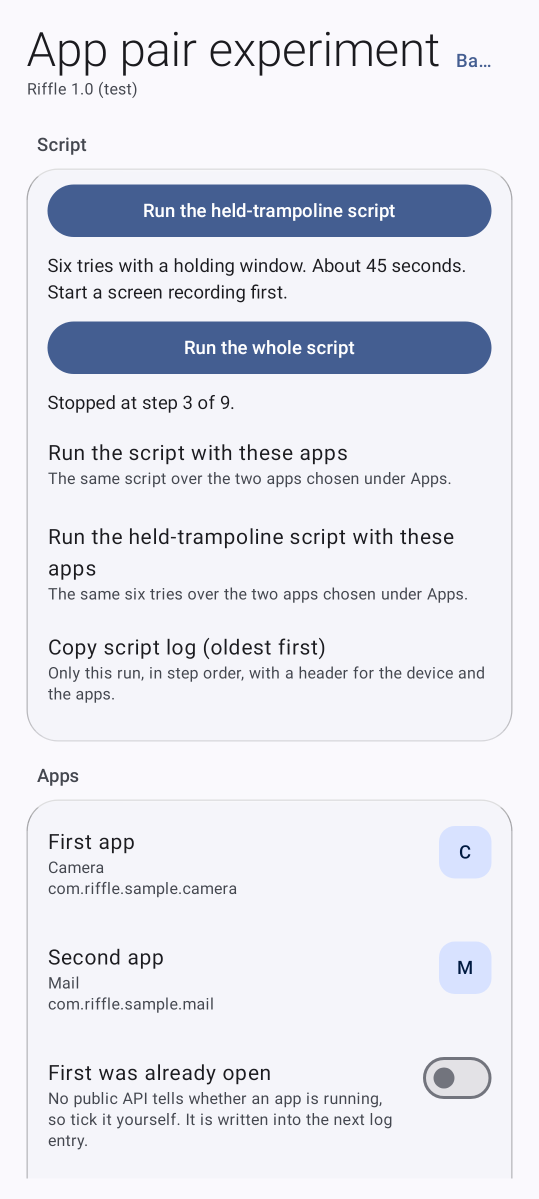 App pair experiment
Ba...
Riffle 1.0 (test)
Script
Run the held-trampoline script
Six tries with a holding window. About 45 seconds.
Start a screen recording first.
Run the whole script
Stopped at step 3 of 9.
Run the script with these apps
The same script over the two apps chosen under Apps.
Run the held-trampoline script with these
apps
The same six tries over the two apps chosen under Apps.
Copy script log (oldest first)
Only this run, in step order, with a header for the device and
the apps.
Apps
First app
Camera
com.riffle.sample.camera
C
Second app
Mail
com.riffle.sample.mail
M
First was already open
No public API tells whether an app is running,
so tick it yourself. It is written into the next log
entry.